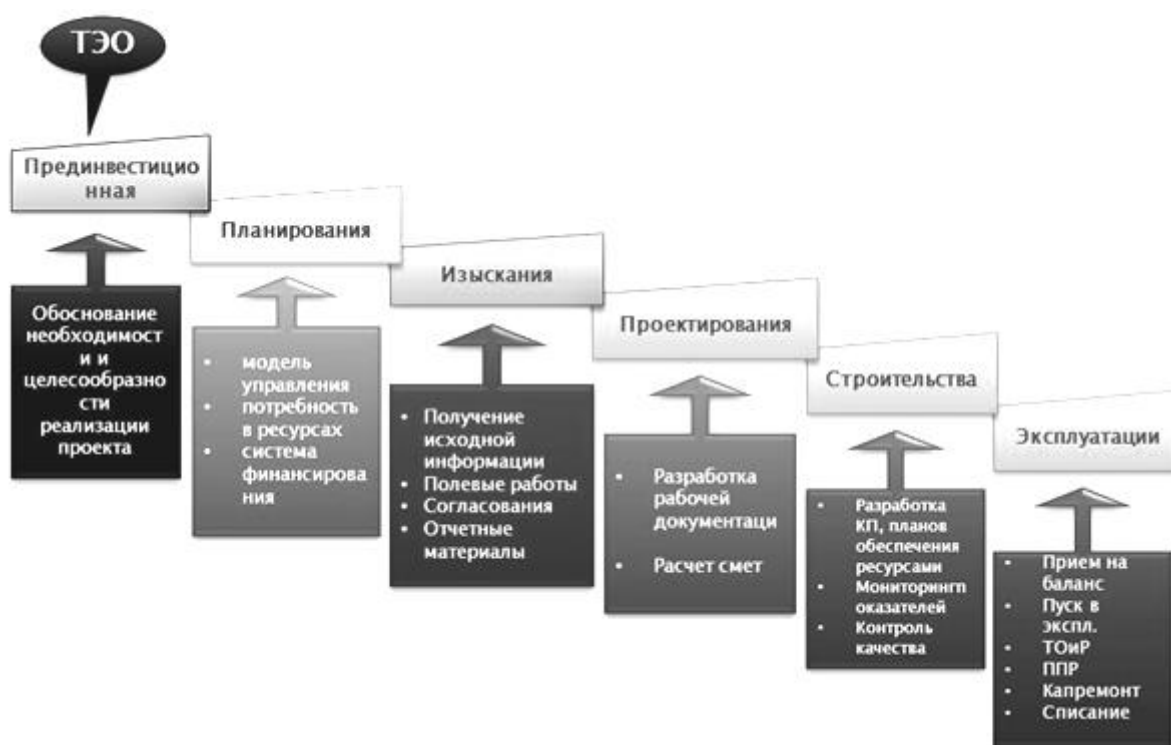 ТЭО
Прединвестицио
нная
Обоснование
необходимост
и и
целесообразно
сти
реализации
проекта
Планирования
• модель
управления
• потребность
в ресурсах
• система
финансирова
ния
Изыскания
• Получение
исходной
информации
• Полевые работы
• Согласования
• Отчетные
материалы
Проектирования
• Разработка
рабочей
документаци
• Расчет смет
Строительства
• Разработка
КП, планов
обеспечения
ресурсами
• Мониторингп
оказателей
• Контроль
качества
Эксплуатации
• Прием на
баланс
• Пуск в
экспл.
• ТОиР
• ППР
• Капремонт
• Списание